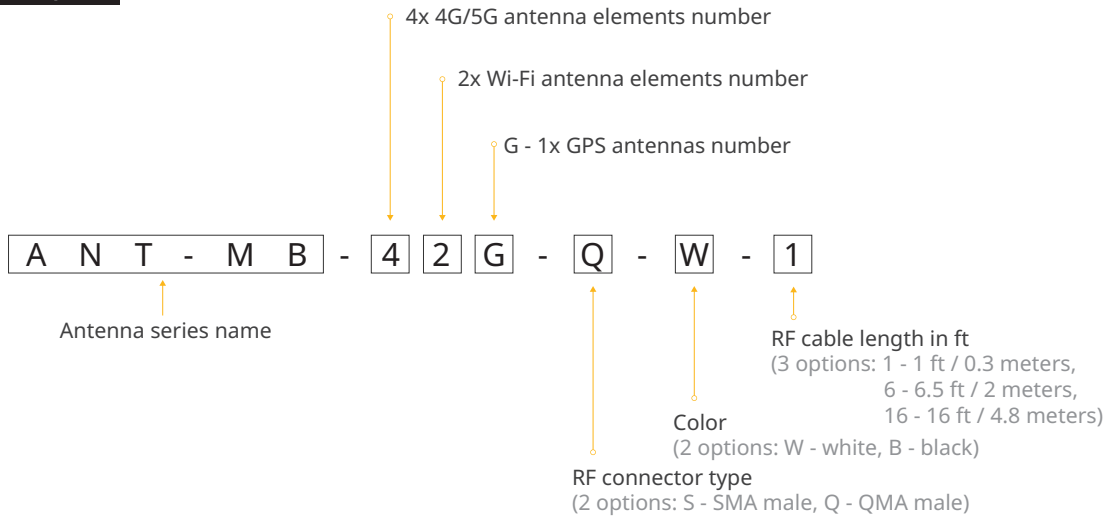 4x 4G/5G antenna elements number
2x Wi-Fi antenna elements number
G - 1x GPS antennas number
ANT-MB - 4 2 G - Q - W - 1
Antenna series name
RF cable length in ft
(3 options: 1 - 1 ft / 0.3 meters,
6 - 6.5 ft / 2 meters,
16 - 16 ft / 4.8 meters)
Color
(2 options: W - white, B - black)
RF connector type
(2 options: S - SMA male, Q - QMA male)